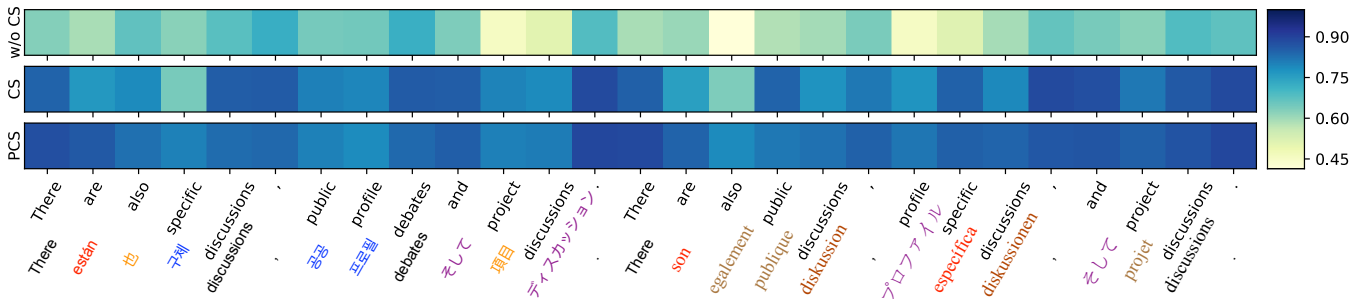 w/o CS
CS
PCS
0.90
0.75
0.60
0.45
There are also specific discussions , public profile debates and project discussions . There are also public discussions , profile specific discussions , and project discussions .
There están 也 구체 discussions , 공공 프로필 debates そして 項目 ディスカッション . There son egalement publique diskussion , プロファイル especifica diskussionen , そして projet discussions .